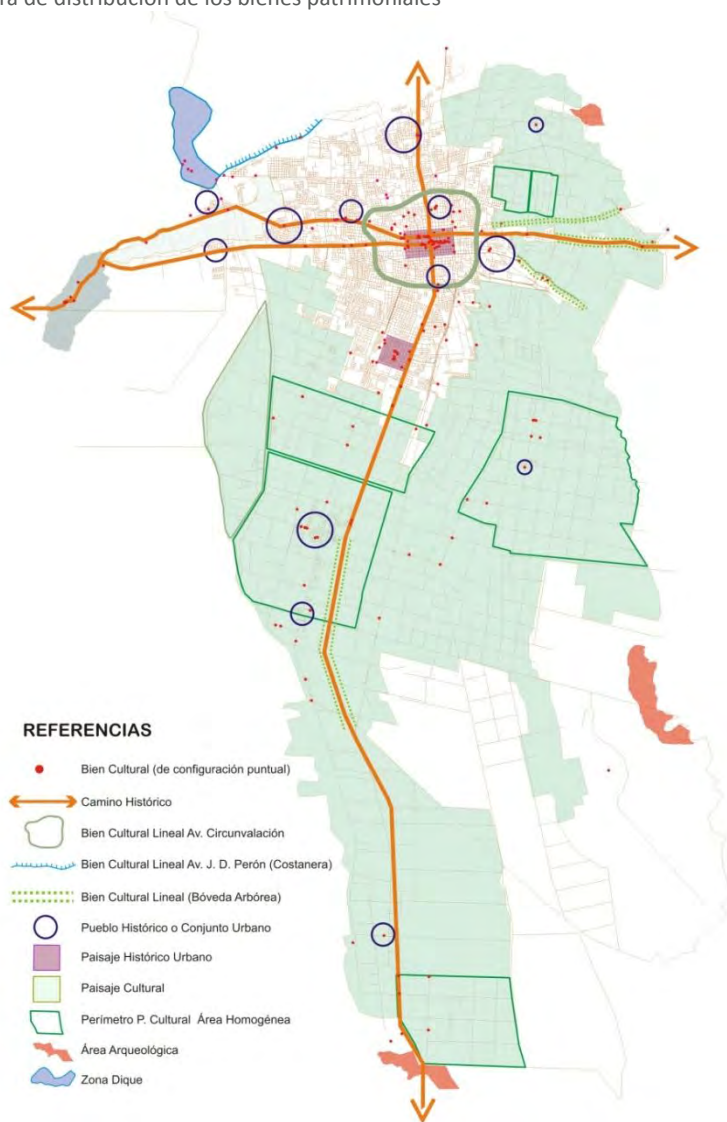 ra de distribución de los bienes patrimoniales
REFERENCIAS
Bien Cultural (de configuración puntual)
Camino Histórico
Bien Cultural Lineal Av. Circunvalación
Bien Cultural Lineal Av. J. D. Perón (Costanera)
Bien Cultural Lineal (Bóveda Arbórea)
Pueblo Histórico o Conjunto Urbano
Paisaje Histórico Urbano
Paisaje Cultural
Perímetro P. Cultural Área Homogénea
Área Arqueológica
Zona Dique